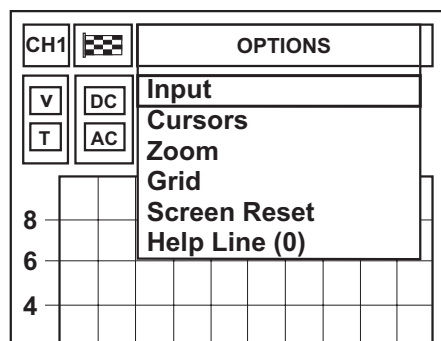 CH1 OPTIONS
V DC Input
T AC Cursors
Zoom
Grid
Screen Reset
Help Line (0)
8
6
4